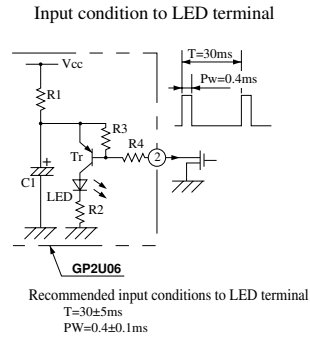 Input condition to LED terminal
T=30ms
Vcc
Pw=0.4ms
R1
R3
R4
Tr
2
+
C1
LED
R2
GP2U06
Recommended input conditions to LED terminal
T=30±5ms
PW=0.4±0.1ms